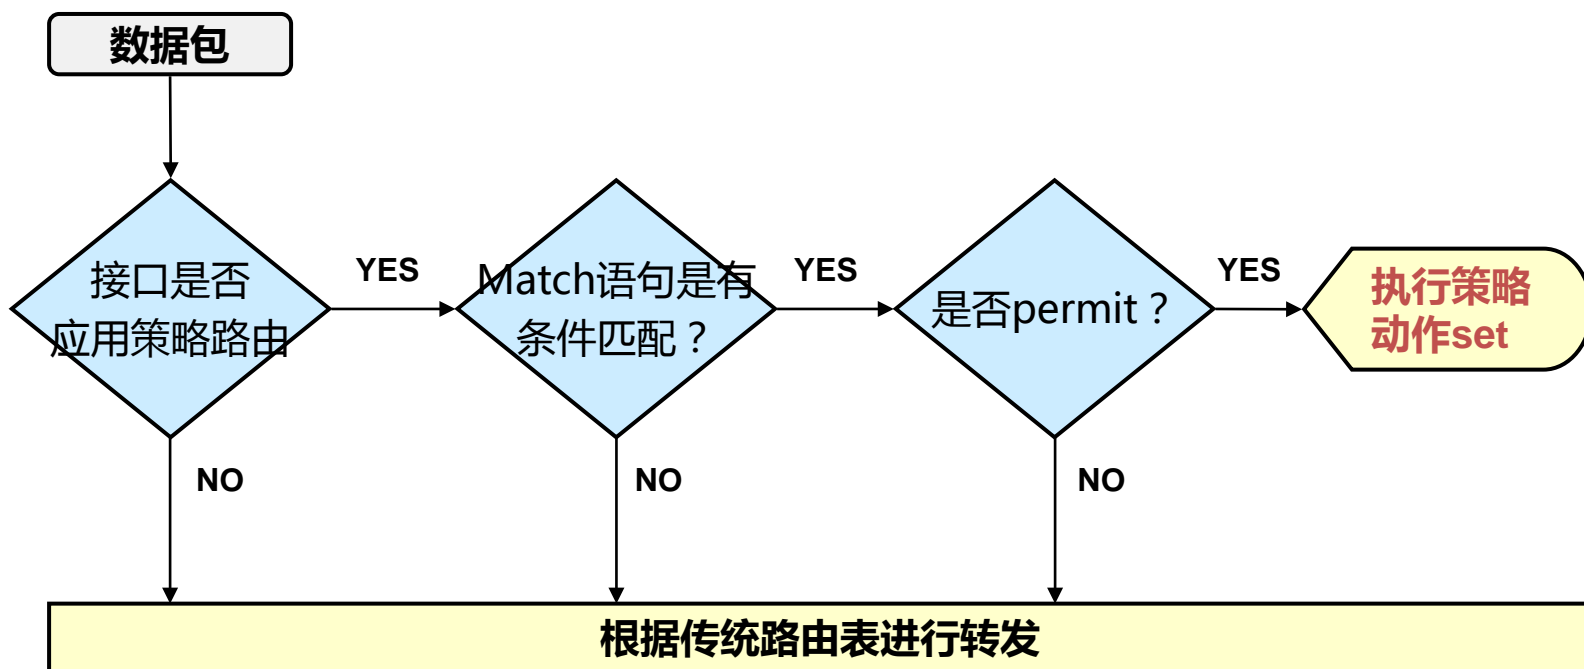 数据包
接口是否
应用策略路由
YES
Match语句是有
条件匹配？
YES
是否permit？
YES
执行策略
动作set
NO
NO
NO
根据传统路由表进行转发